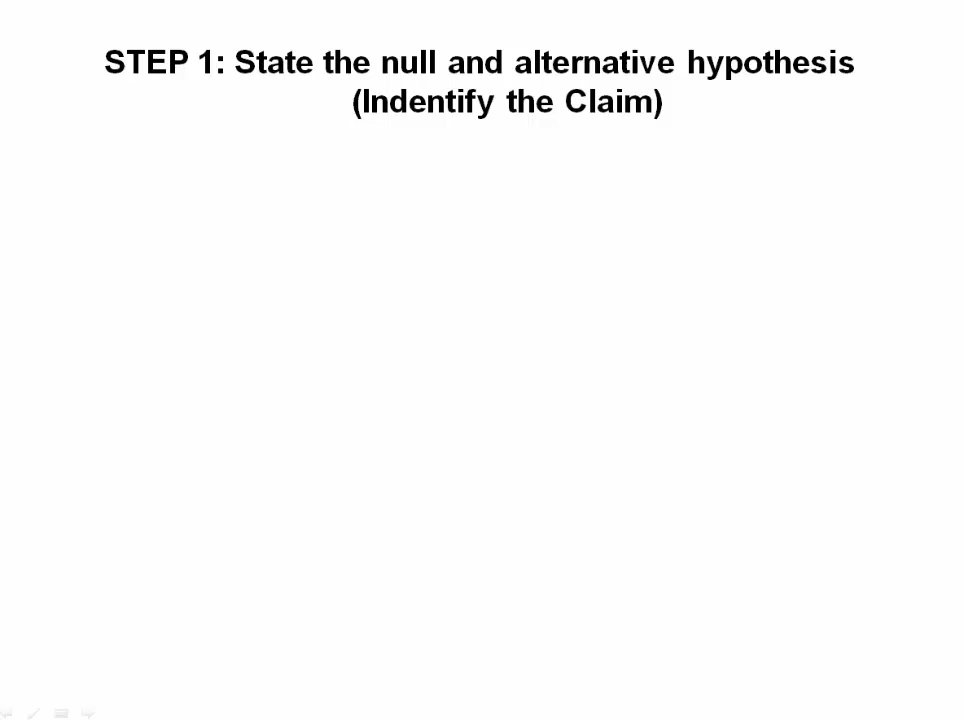 STEP 1: State the null and alternative hypothesis
(Indentify the Claim)